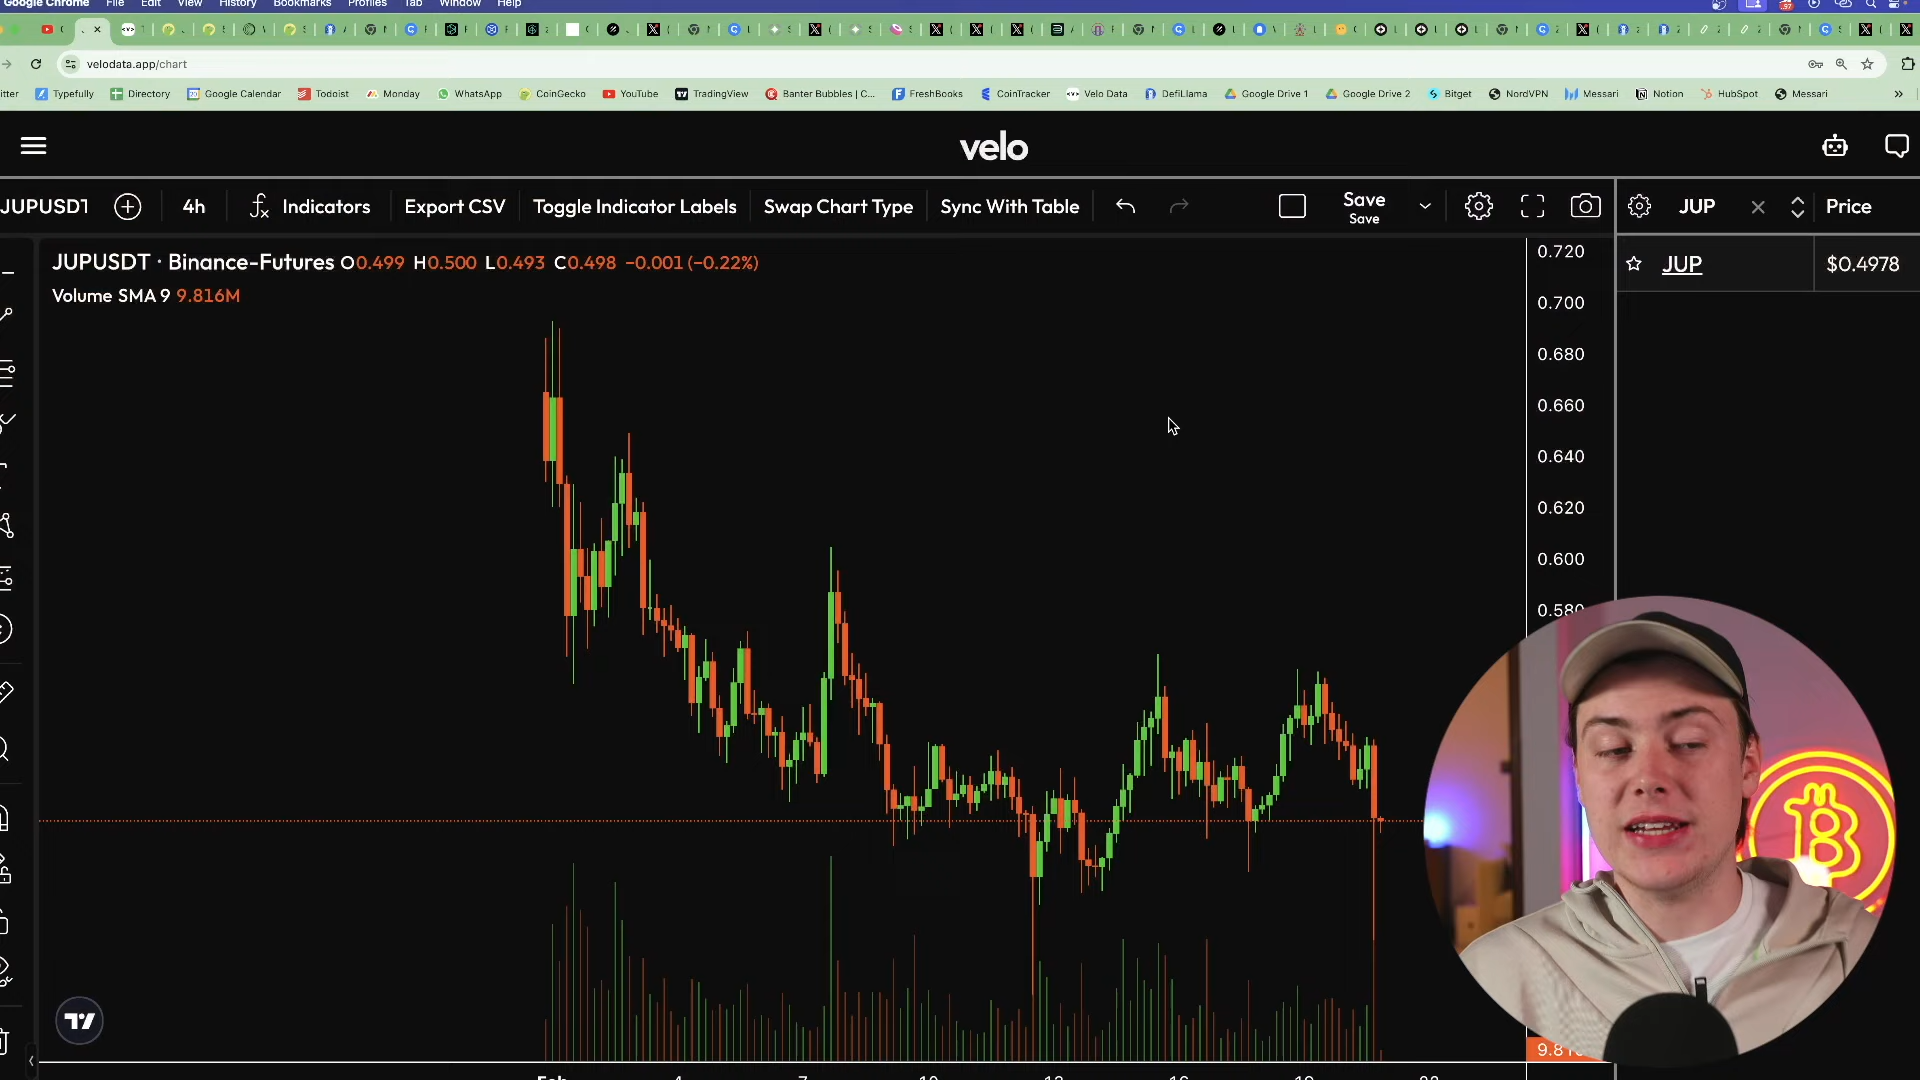 Google Chrome File Edit View History Bookmarks Profiles Tab Window Help
velodata.app/chart
itter Typefully Directory Google Calendar Todoist Monday WhatsApp CoinGecko YouTube TradingView Banter Bubbles | C... FreshBooks CoinTracker Velo Data DefiLlama Google Drive 1 Google Drive 2 Bitget NordVPN Messari Notion HubSpot Messari
velo
JUPUSDT 4h Indicators Export CSV Toggle Indicator Labels Swap Chart Type Sync With Table Save
Save
JUP Price
JUPUSDT · Binance-Futures O0.499 H0.500 L0.493 C0.498 −0.001 (−0.22%)
Volume SMA 9 9.816M
JUP $0.4978
0.720
0.700
0.680
0.660
0.640
0.620
0.600
0.580